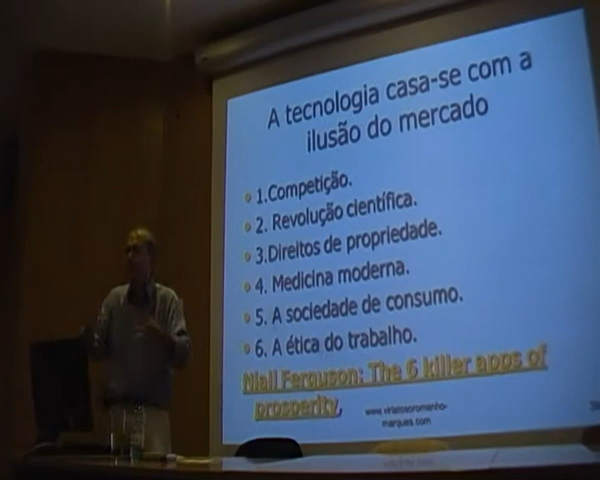 A tecnologia casa-se com a
ilusão do mercado
1.Competição.
2. Revolução científica.
3.Direitos de propriedade.
4. Medicina moderna.
5. A sociedade de consumo.
6. A ética do trabalho.
Niall Ferguson: The 6 killer apps of
prosperity,
www.viriatosoromenho-
marques.com